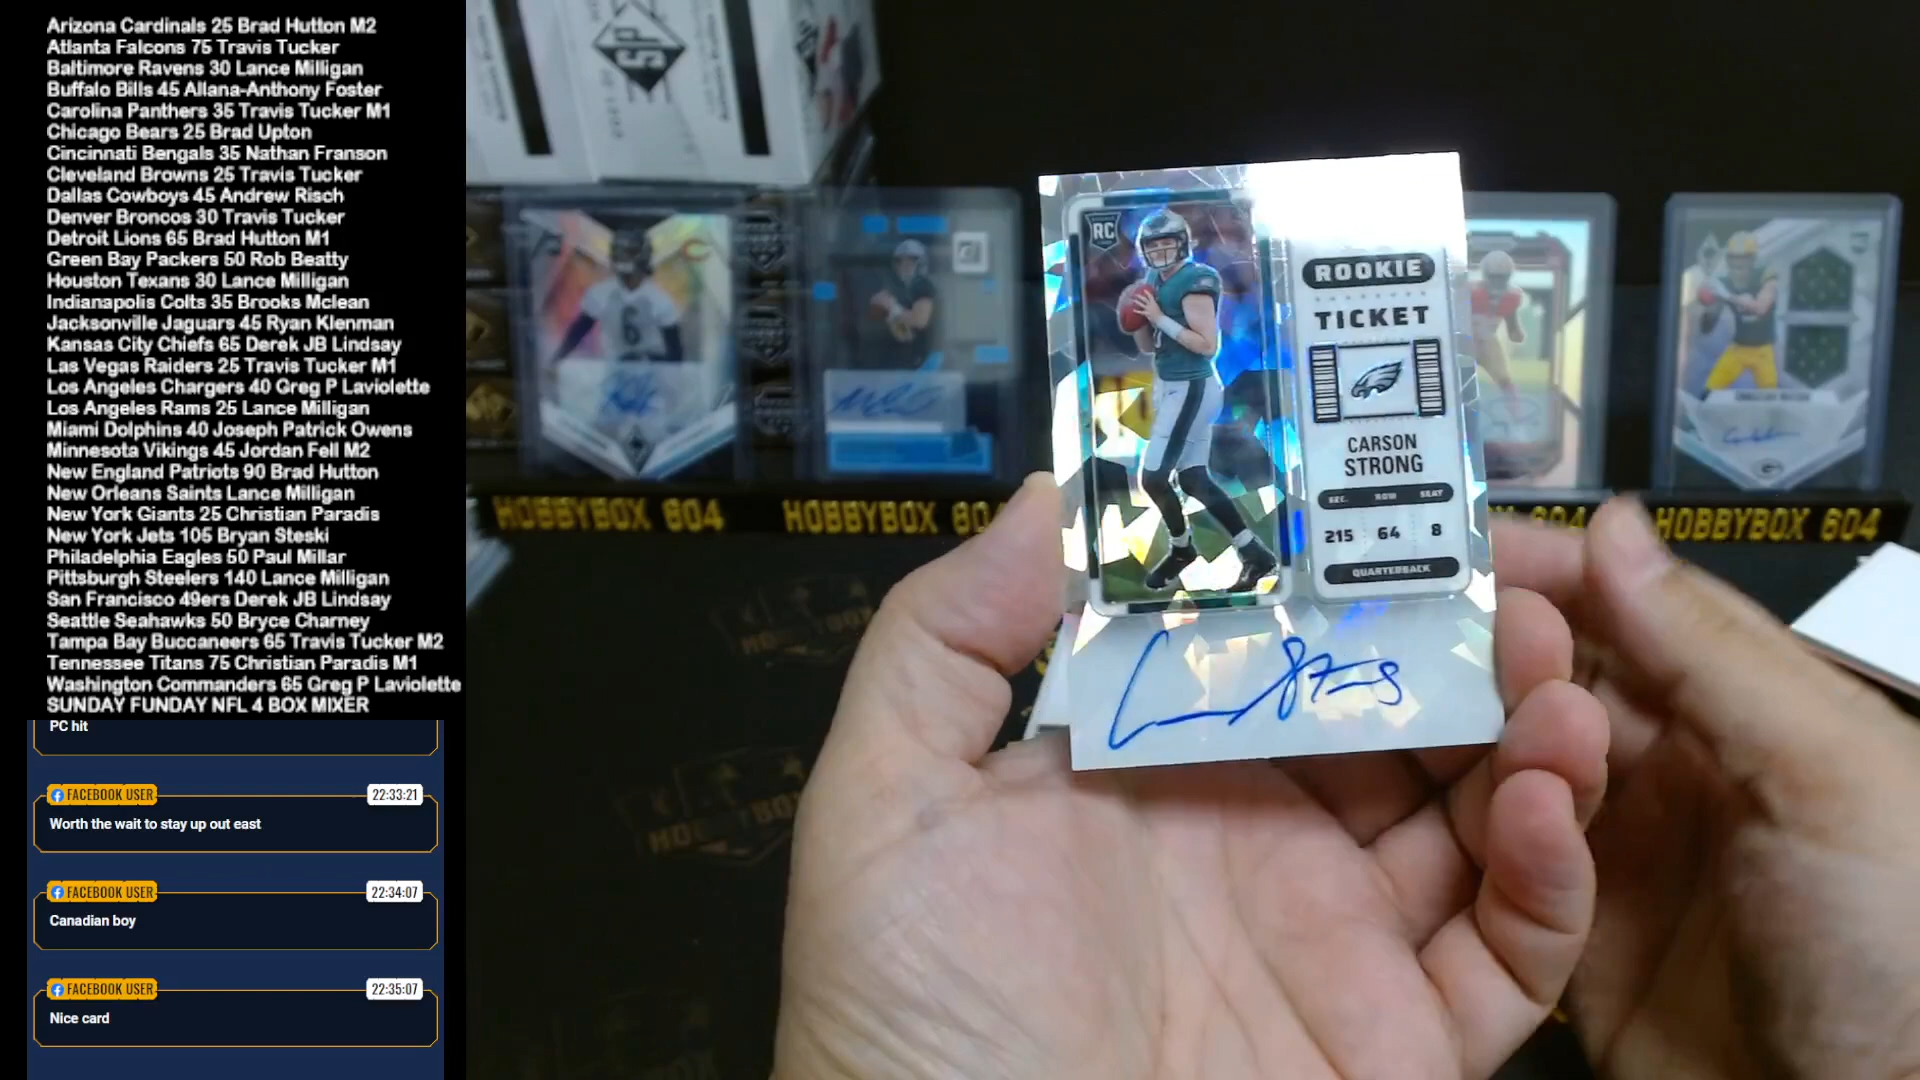 Arizona Cardinals 25 Brad Hutton M2
Atlanta Falcons 75 Travis Tucker
Baltimore Ravens 30 Lance Milligan
Buffalo Bills 45 Allana-Anthony Foster
Carolina Panthers 35 Travis Tucker M1
Chicago Bears 25 Brad Upton
Cincinnati Bengals 35 Nathan Franson
Cleveland Browns 25 Travis Tucker
Dallas Cowboys 45 Andrew Risch
Denver Broncos 30 Travis Tucker
Detroit Lions 65 Brad Hutton M1
Green Bay Packers 50 Rob Beatty
Houston Texans 30 Lance Milligan
Indianapolis Colts 35 Brooks Mclean
Jacksonville Jaguars 45 Ryan Klenman
Kansas City Chiefs 65 Derek JB Lindsay
Las Vegas Raiders 25 Travis Tucker M1
Los Angeles Chargers 40 Greg P Laviolette
Los Angeles Rams 25 Lance Milligan
Miami Dolphins 40 Joseph Patrick Owens
Minnesota Vikings 45 Jordan Fell M2
New England Patriots 90 Brad Hutton
New Orleans Saints Lance Milligan
New York Giants 25 Christian Paradis
New York Jets 105 Bryan Steski
Philadelphia Eagles 50 Paul Millar
Pittsburgh Steelers 140 Lance Milligan
San Francisco 49ers Derek JB Lindsay
Seattle Seahawks 50 Bryce Charney
Tampa Bay Buccaneers 65 Travis Tucker M2
Tennessee Titans 75 Christian Paradis M1
Washington Commanders 65 Greg P Laviolette
SUNDAY FUNDAY NFL 4 BOX MIXER
PC hit
FACEBOOK USER 22:33:21
Worth the wait to stay up out east
FACEBOOK USER 22:34:07
Canadian boy
FACEBOOK USER 22:35:07
Nice card
SP
RC
ROOKIE
TICKET
CARSON
STRONG
SEC. ROW SEAT
215 64 8
QUARTERBACK
HOBBYBOX 604
HOBBYBOX 604
604
HOBBYBOX 604